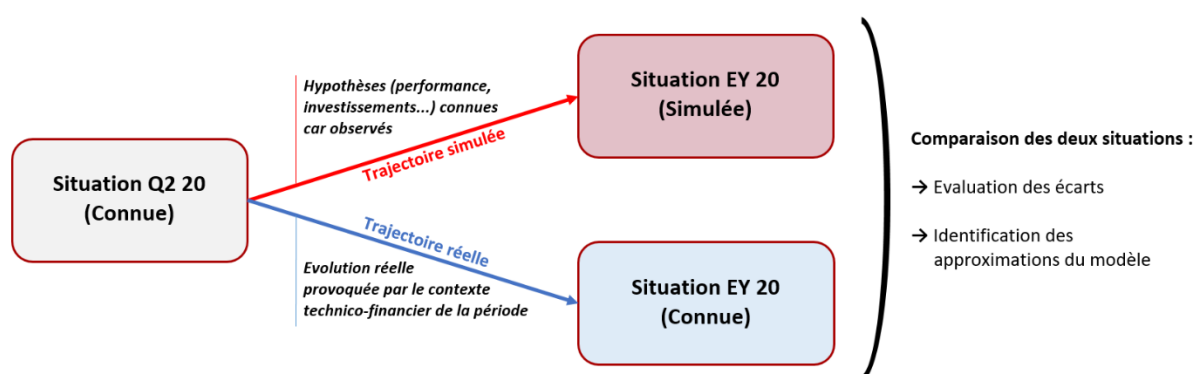 Situation Q2 20
(Connue)
Hypothèses (performance,
investissements...) connues
car observés
Trajectoire simulée
Trajectoire réelle
Evolution réelle
provoquée par le contexte
technico-financier de la période
Situation EY 20
(Simulée)
Situation EY 20
(Connue)
Comparaison des deux situations :
→ Evaluation des écarts
→ Identification des
approximations du modèle